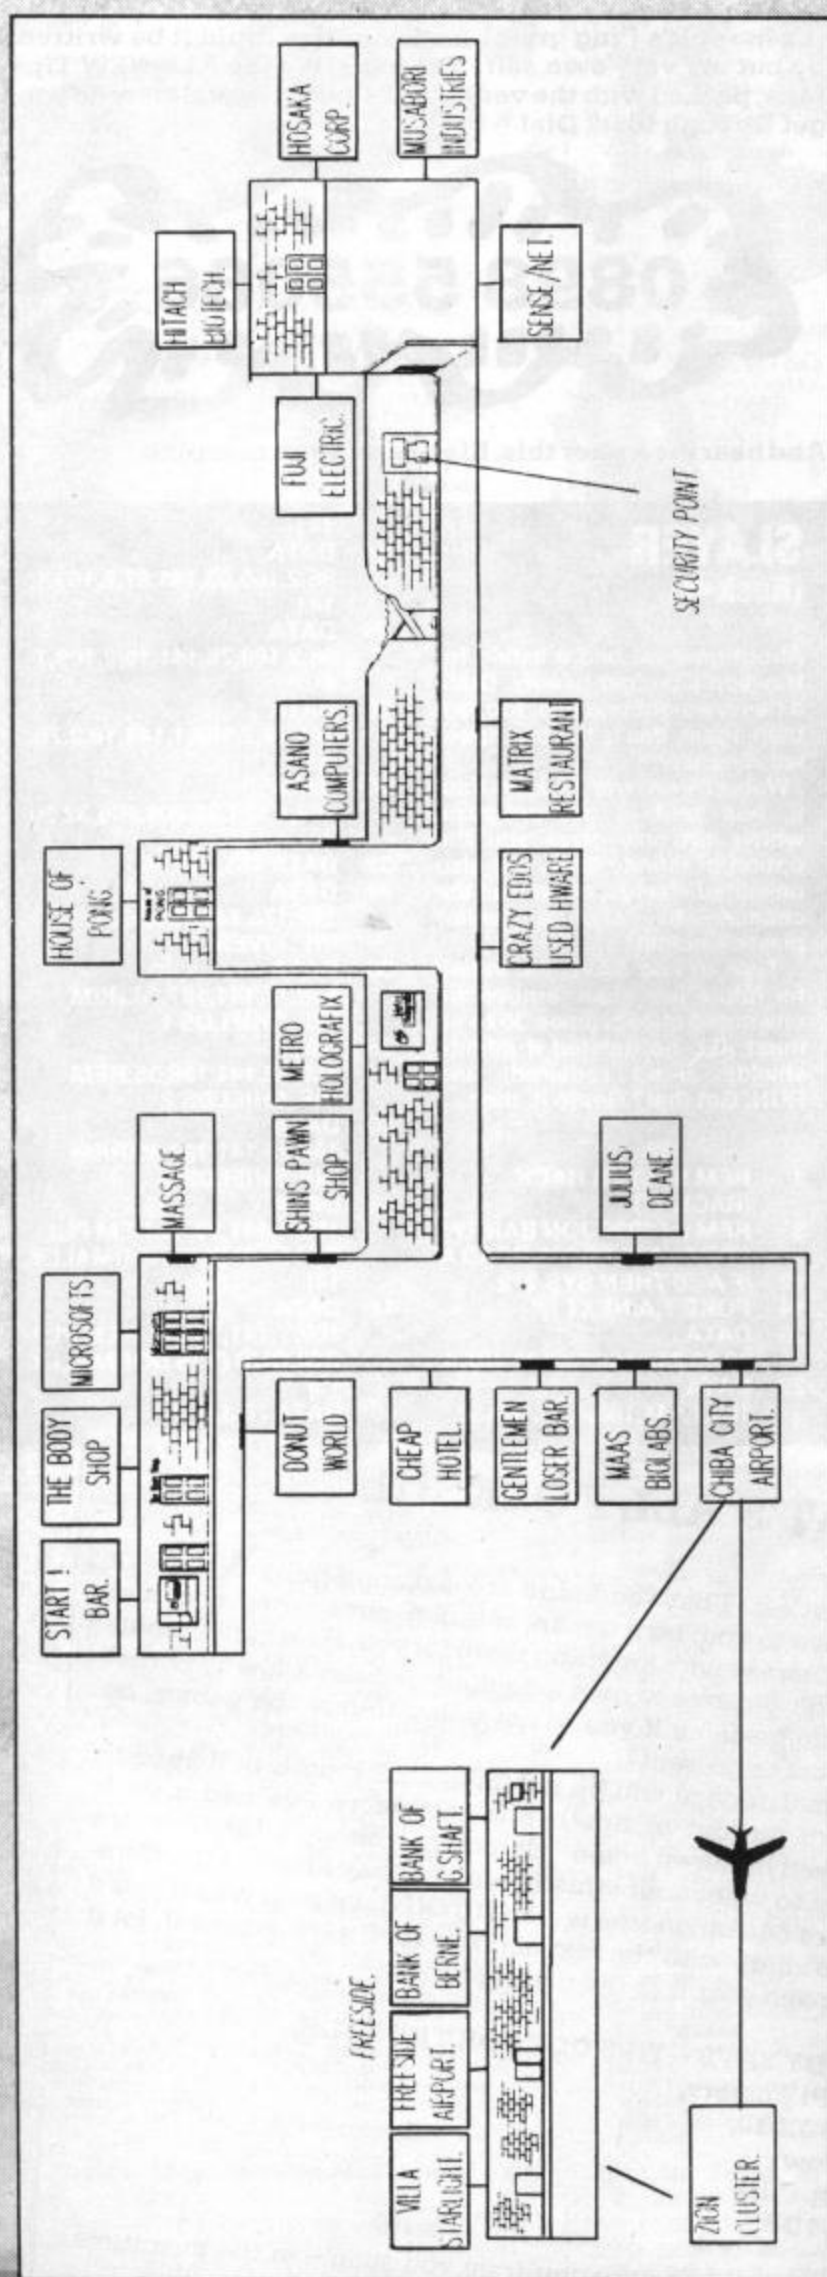 START !
BAR.
THE BODY
SHOP
MICROSOFTS
MASSAGE.
SHINS PAWN
SHOP.
METRO
HOLOGRAFIX
HOUSE OF
PONG.
House of
PONG
ASANO
COMPUTERS.
FUJI
ELECTRIC.
HITACH
BIOTECH.
HOSAKA
CORP
MUSABORI
INDUSTRIES
SENSE/NET.
SECURITY POINT.
MATRIX
RESTAURANT
CRAZY EDOS
USED HWARE
JULIUS
DEANE.
DONUT
WORLD
CHEAP
HOTEL.
GENTLEMEN
LOSER BAR.
MAAS
BIOLABS.
CHIBA CITY
AIRPORT.
FREESIDE.
VILLA
STARLIGHT.
FREESIDE
AIRPORT.
BANK OF
BERNE.
BANK OF
G.SHAFT.
ZION
CLUSTER.